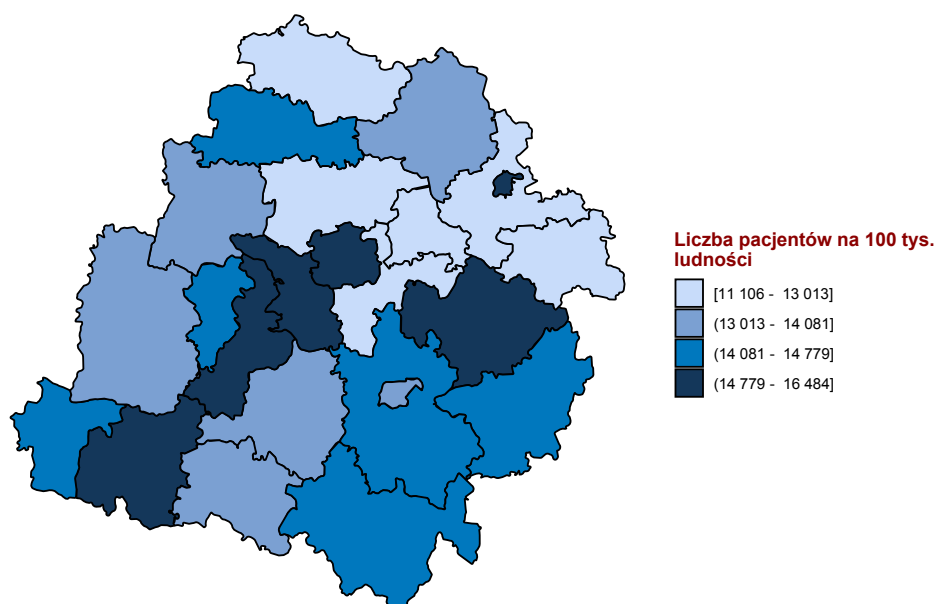 Liczba pacjentów na 100 tys.
ludności
[11 106 - 13 013]
(13 013 - 14 081]
(14 081 - 14 779]
(14 779 - 16 484]